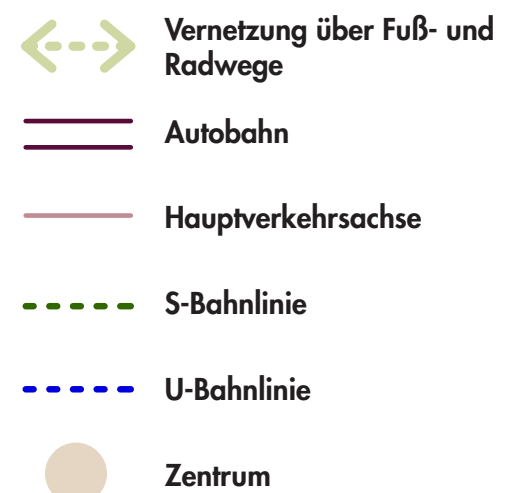 Vernetzung über Fuß- und
Radwege
Autobahn
Hauptverkehrsachse
S-Bahnlinie
U-Bahnlinie
Zentrum